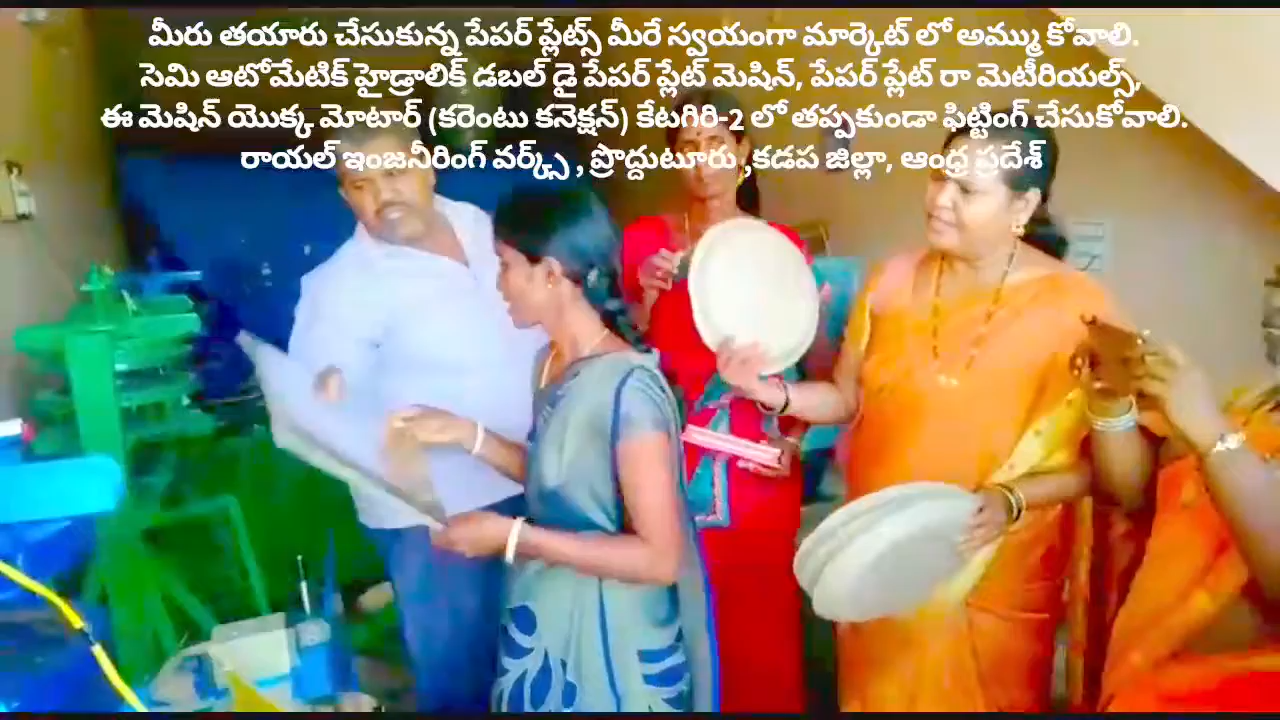 మీరు తయారు చేసుకున్న పేపర్ ప్లేట్స్ మీరే స్వయంగా మార్కెట్ లో అమ్ము కోవాలి.
సెమి ఆటోమేటిక్ హైడ్రాలిక్ డబల్ డై పేపర్ ప్లేట్ మెషిన్, పేపర్ ప్లేట్ రా మెటీరియల్స్,
ఈ మెషిన్ యొక్క మోటార్ (కరెంటు కనెక్షన్) కేటగిరి-2 లో తప్పకుండా ఫిట్టింగ్ చేసుకోవాలి.
రాయల్ ఇంజనీరింగ్ వర్క్స్ , ప్రొద్దుటూరు ,కడప జిల్లా, ఆంధ్ర ప్రదేశ్